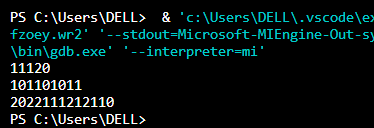 PS C:\Users\DELL>  & 'c:\Users\DELL\.vscode\ex
fzoey.wr2' '--stdout=Microsoft-MIEngine-Out-sy
\bin\gdb.exe' '--interpreter=mi'
11120
101101011
2022111212110
PS C:\Users\DELL>